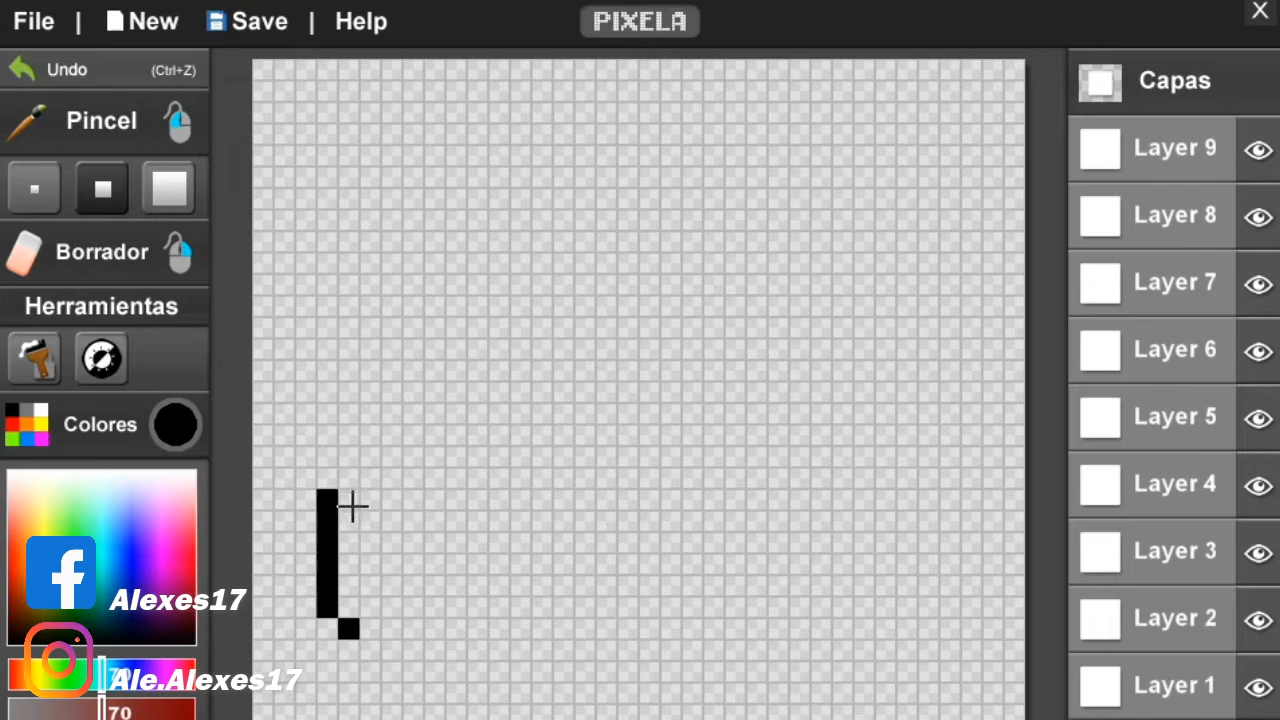 File | New Save | Help
PIXELA
X
Undo (Ctrl+Z)
Pincel
Borrador
Herramientas
Colores
Alexes17
Ale.Alexes17
70
70
Capas
Layer 9
Layer 8
Layer 7
Layer 6
Layer 5
Layer 4
Layer 3
Layer 2
Layer 1